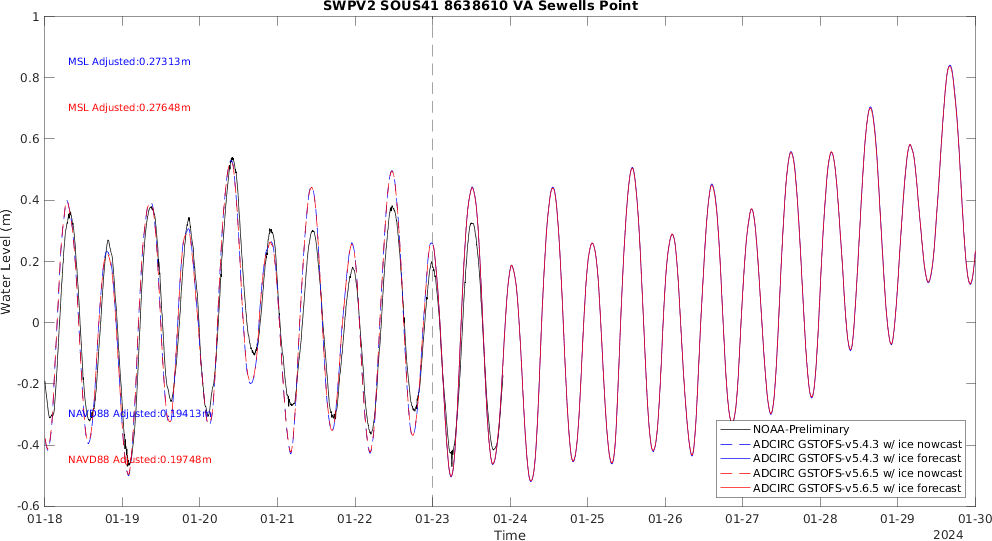 SWPV2 SOUS41 8638610 VA Sewells Point
1
0.8
0.6
0.4
0.2
0
-0.2
-0.4
-0.6
Water Level (m)
MSL Adjusted:0.27313m
MSL Adjusted:0.27648m
NAVD88 Adjusted:0.19413m
NAVD88 Adjusted:0.19748m
NOAA-Preliminary
ADCIRC GSTOFS-v5.4.3 w/ ice nowcast
ADCIRC GSTOFS-v5.4.3 w/ ice forecast
ADCIRC GSTOFS-v5.6.5 w/ ice nowcast
ADCIRC GSTOFS-v5.6.5 w/ ice forecast
01-18 01-19 01-20 01-21 01-22 01-23 01-24 01-25 01-26 01-27 01-28 01-29 01-30
Time
2024